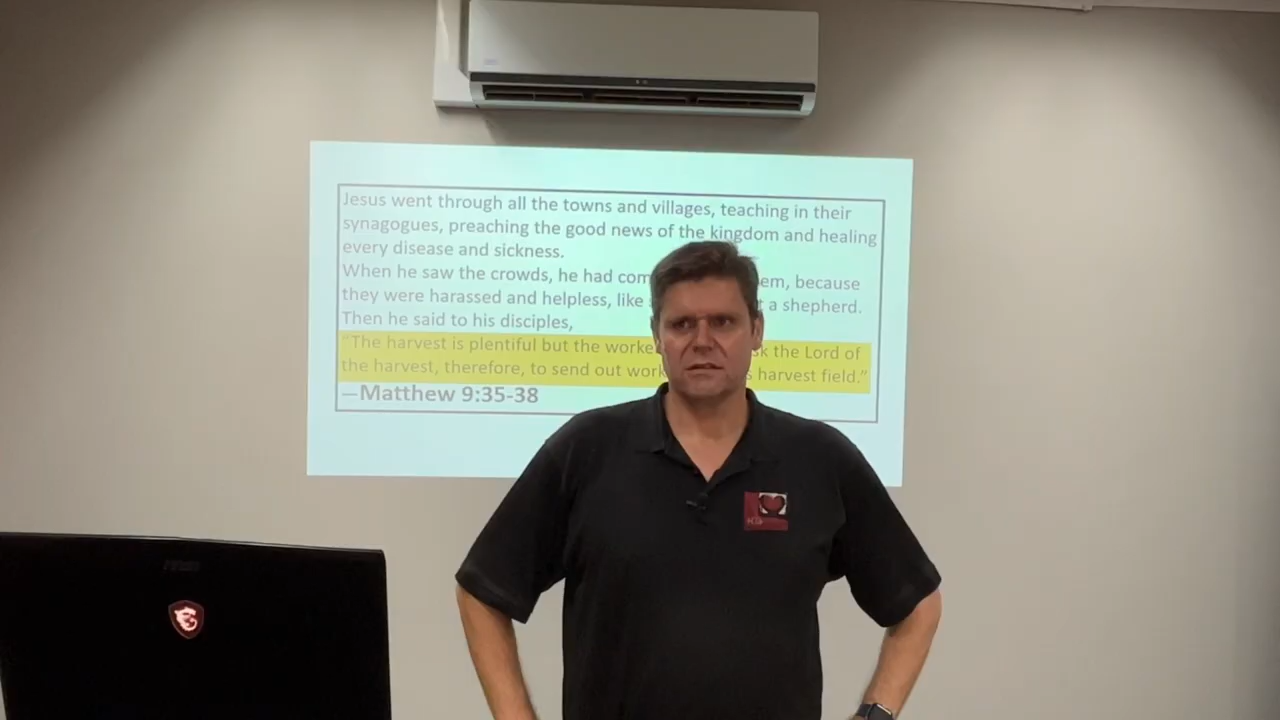 Jesus went through all the towns and villages, teaching in their
synagogues, preaching the good news of the kingdom and healing
every disease and sickness.
When he saw the crowds, he had com em, because
they were harassed and helpless, like a shepherd.
Then he said to his disciples,
“The harvest is plentiful but the worke sk the Lord of
the harvest, therefore, to send out work s harvest field.”
—Matthew 9:35-38